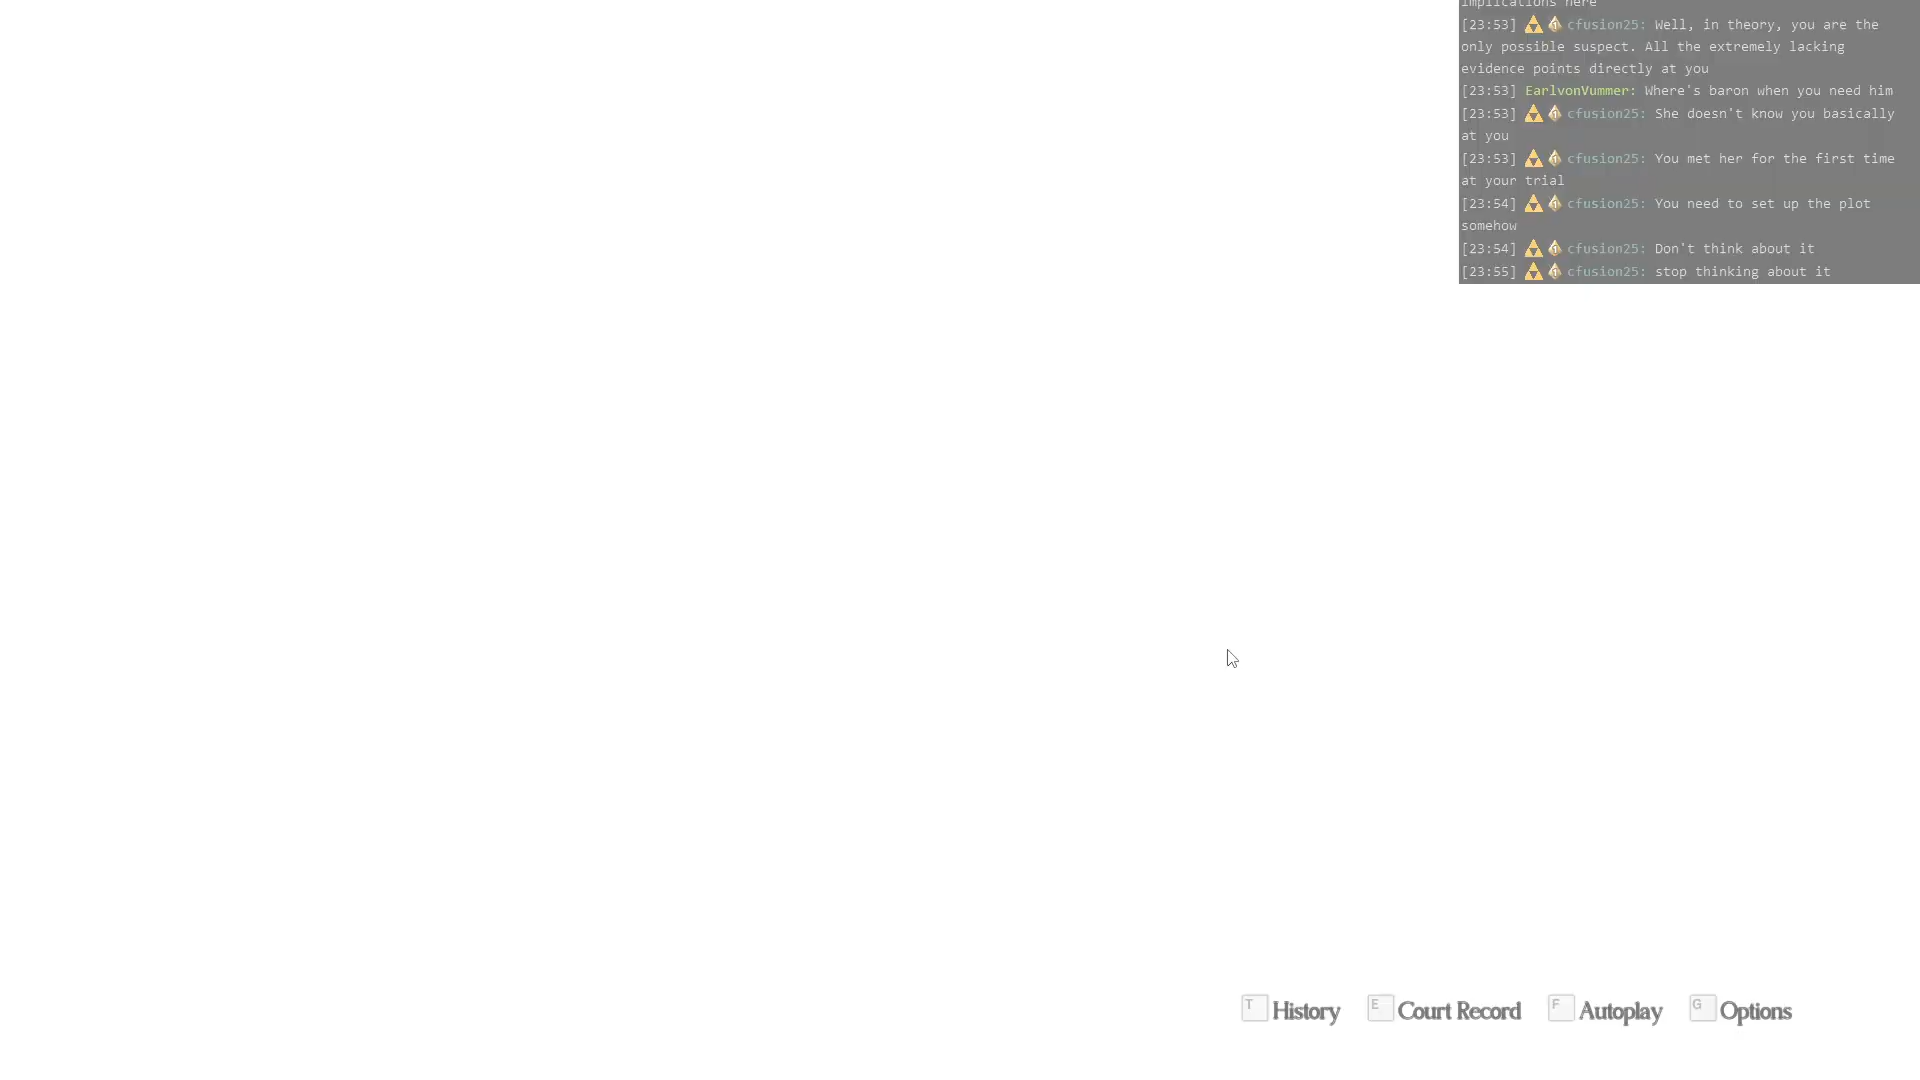 implications here
[23:53] cfusion25: Well, in theory, you are the
only possible suspect. All the extremely lacking
evidence points directly at you
[23:53] EarlvonVummer: Where's baron when you need him
[23:53] cfusion25: She doesn't know you basically
at you
[23:53] cfusion25: You met her for the first time
at your trial
[23:54] cfusion25: You need to set up the plot
somehow
[23:54] cfusion25: Don't think about it
[23:55] cfusion25: stop thinking about it
T History E Court Record F Autoplay G Options